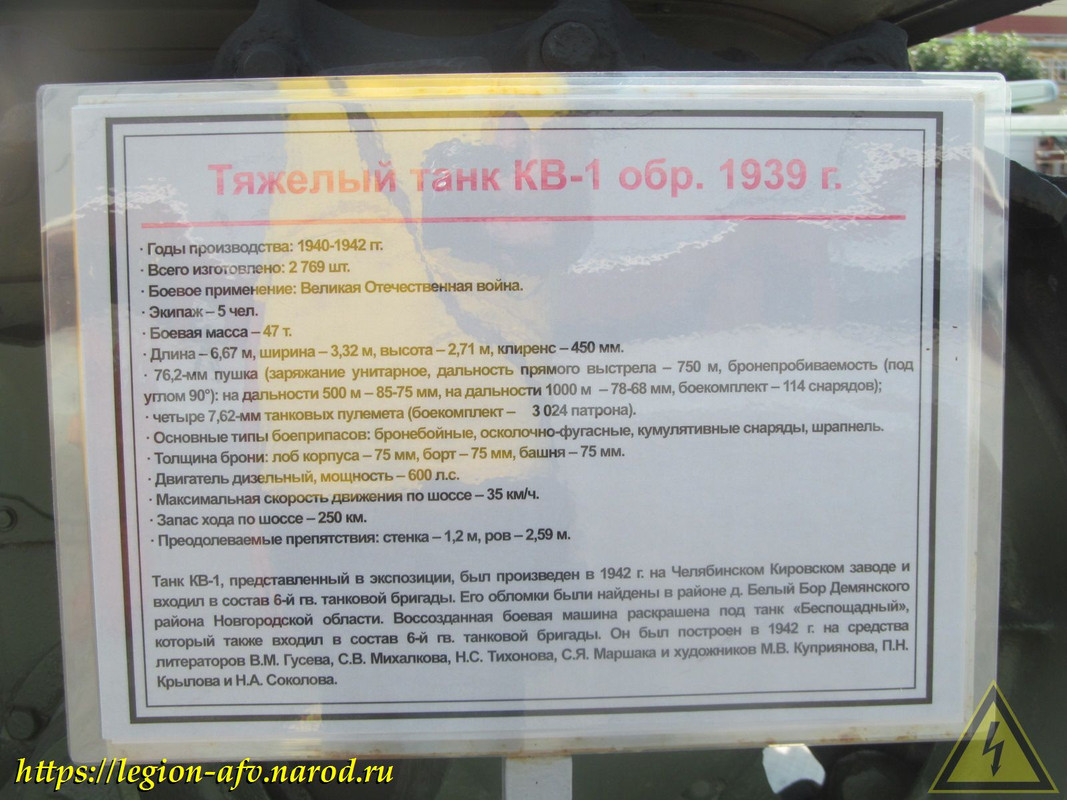 Тяжелый танк КВ-1 обр. 1939 г.
· Годы производства: 1940-1942 гг.
· Всего изготовлено: 2 769 шт.
· Боевое применение: Великая Отечественная война.
· Экипаж – 5 чел.
· Боевая масса – 47 т.
· Длина – 6,67 м, ширина – 3,32 м, высота – 2,71 м, клиренс – 450 мм.
· 76,2-мм пушка (заряжание унитарное, дальность прямого выстрела – 750 м, бронепробиваемость (под
углом 90°): на дальности 500 м – 85-75 мм, на дальности 1000 м – 78-68 мм, боекомплект – 114 снарядов);
· четыре 7,62-мм танковых пулемета (боекомплект – 3 024 патрона).
· Основные типы боеприпасов: бронебойные, осколочно-фугасные, кумулятивные снаряды, шрапнель.
· Толщина брони: лоб корпуса – 75 мм, борт – 75 мм, башня – 75 мм.
· Двигатель дизельный, мощность – 600 л.с.
· Максимальная скорость движения по шоссе – 35 км/ч.
· Запас хода по шоссе – 250 км.
· Преодолеваемые препятствия: стенка – 1,2 м, ров – 2,59 м.
Танк КВ-1, представленный в экспозиции, был произведен в 1942 г. на Челябинском Кировском заводе и
входил в состав 6-й гв. танковой бригады. Его обломки были найдены в районе д. Белый Бор Демянского
района Новгородской области. Воссозданная боевая машина раскрашена под танк «Беспощадный»,
который также входил в состав 6-й гв. танковой бригады. Он был построен в 1942 г. на средства
литераторов В.М. Гусева, С.В. Михалкова, Н.С. Тихонова, С.Я. Маршака и художников М.В. Куприянова, П.Н.
Крылова и Н.А. Соколова.
https://legion-afv.narod.ru